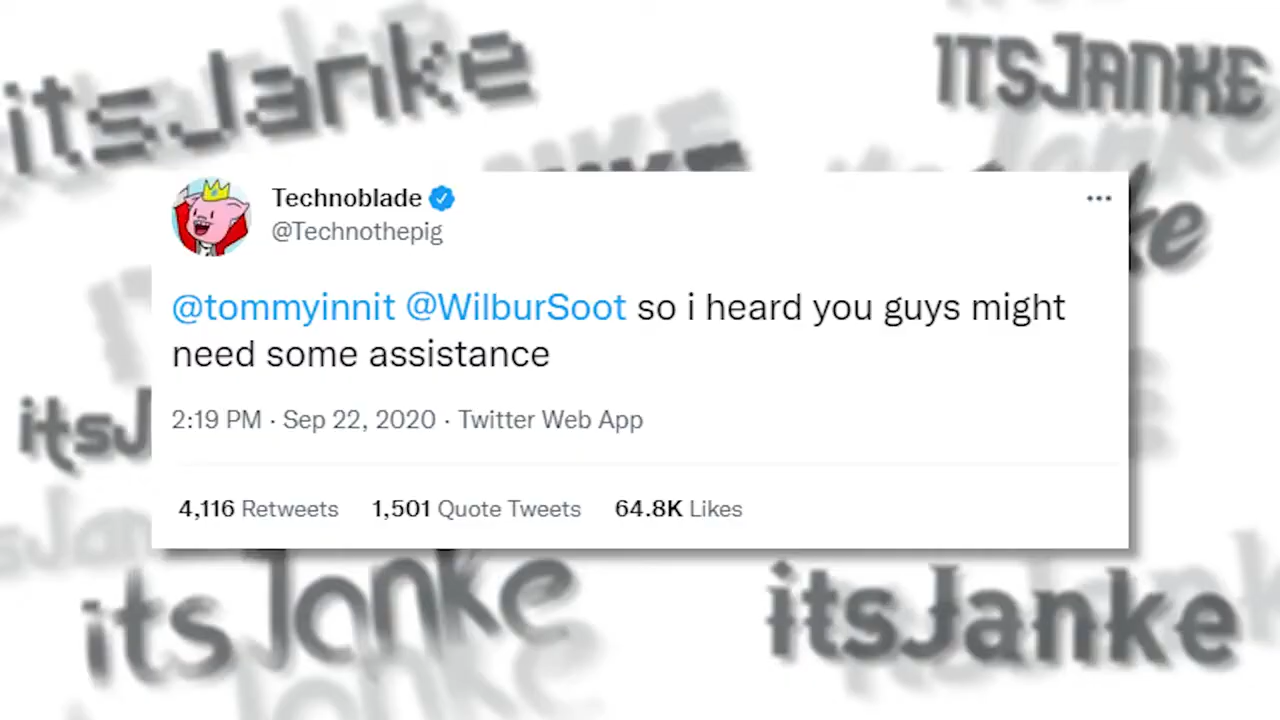 itsJanke
ITSJANKE
Technoblade
@Technothepig
@tommyinnit @WilburSoot so i heard you guys might
need some assistance
2:19 PM · Sep 22, 2020 · Twitter Web App
4,116 Retweets 1,501 Quote Tweets 64.8K Likes
itsJanke
itsJanke